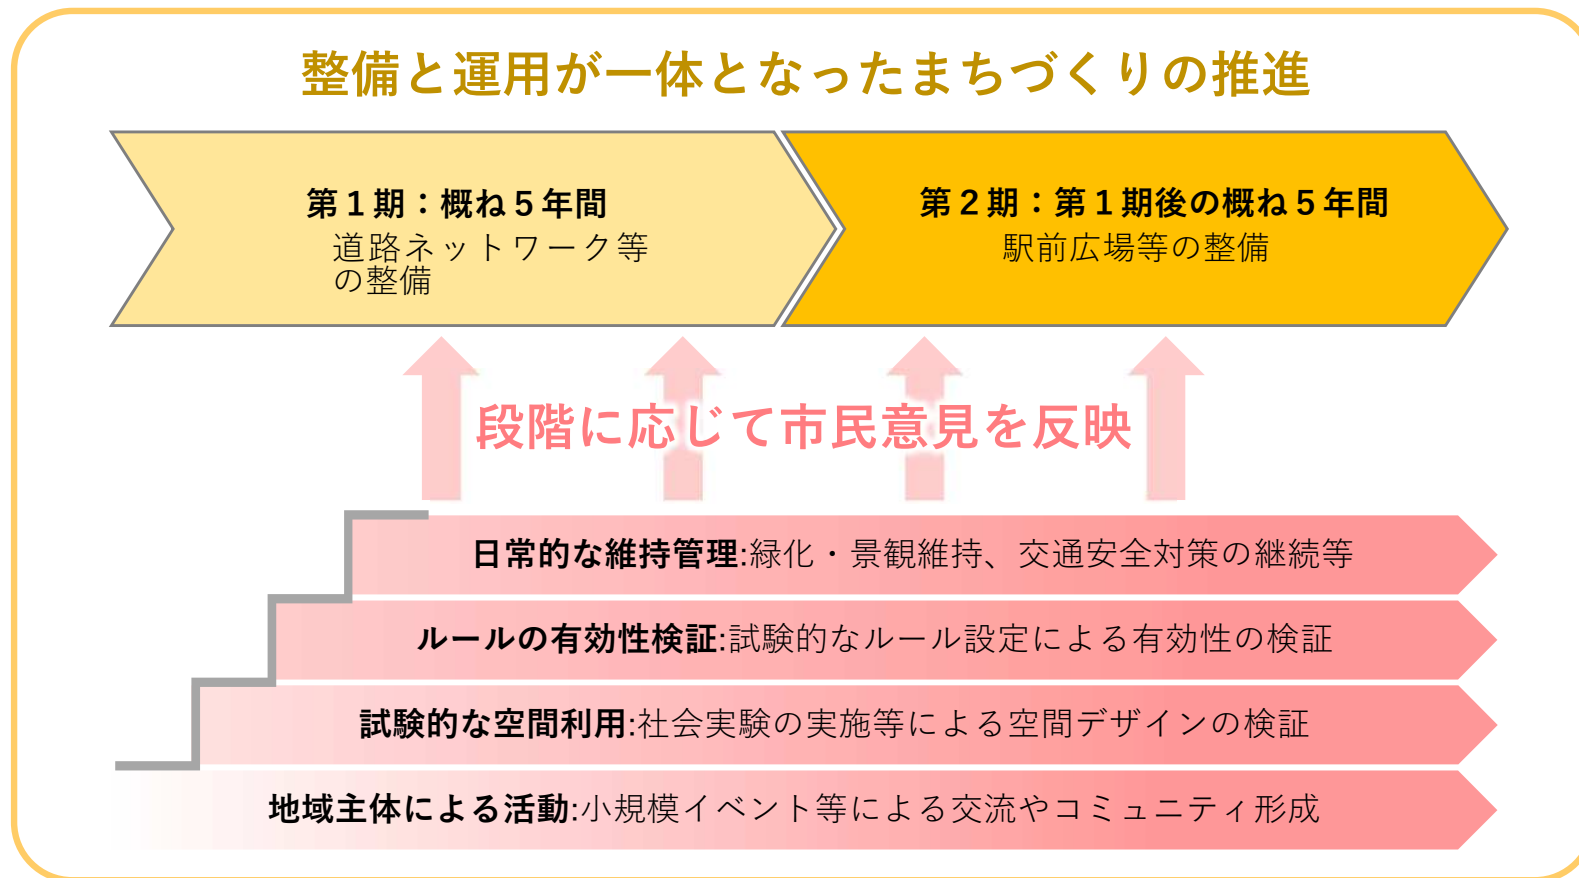 整備と運用が一体となったまちづくりの推進
第１期：概ね５年間
道路ネットワーク等
の整備
第２期：第１期後の概ね５年間
駅前広場等の整備
段階に応じて市民意見を反映
日常的な維持管理:緑化・景観維持、交通安全対策の継続等
ルールの有効性検証:試験的なルール設定による有効性の検証
試験的な空間利用:社会実験の実施等による空間デザインの検証
地域主体による活動:小規模イベント等による交流やコミュニティ形成